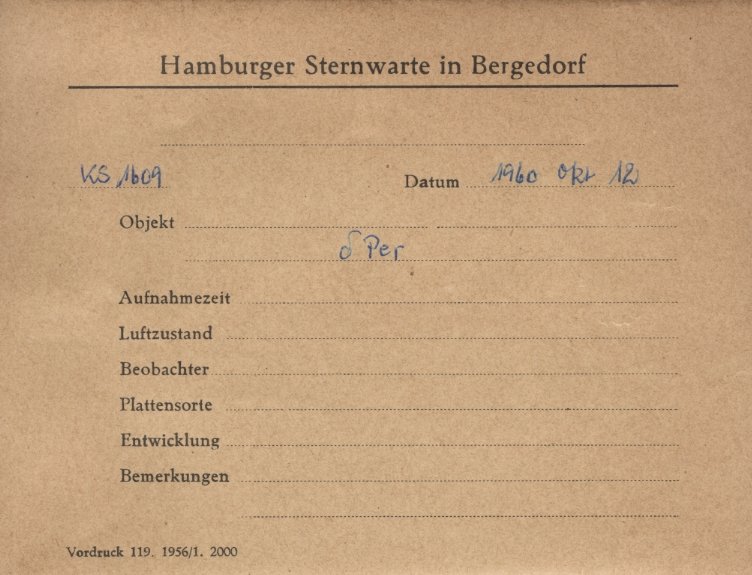 Hamburger Sternwarte in Bergedorf
KS 1609 Datum 1960 Okt 12
Objekt
δ Per
Aufnahmezeit
Luftzustand
Beobachter
Plattensorte
Entwicklung
Bemerkungen
Vordruck 119. 1956/1. 2000